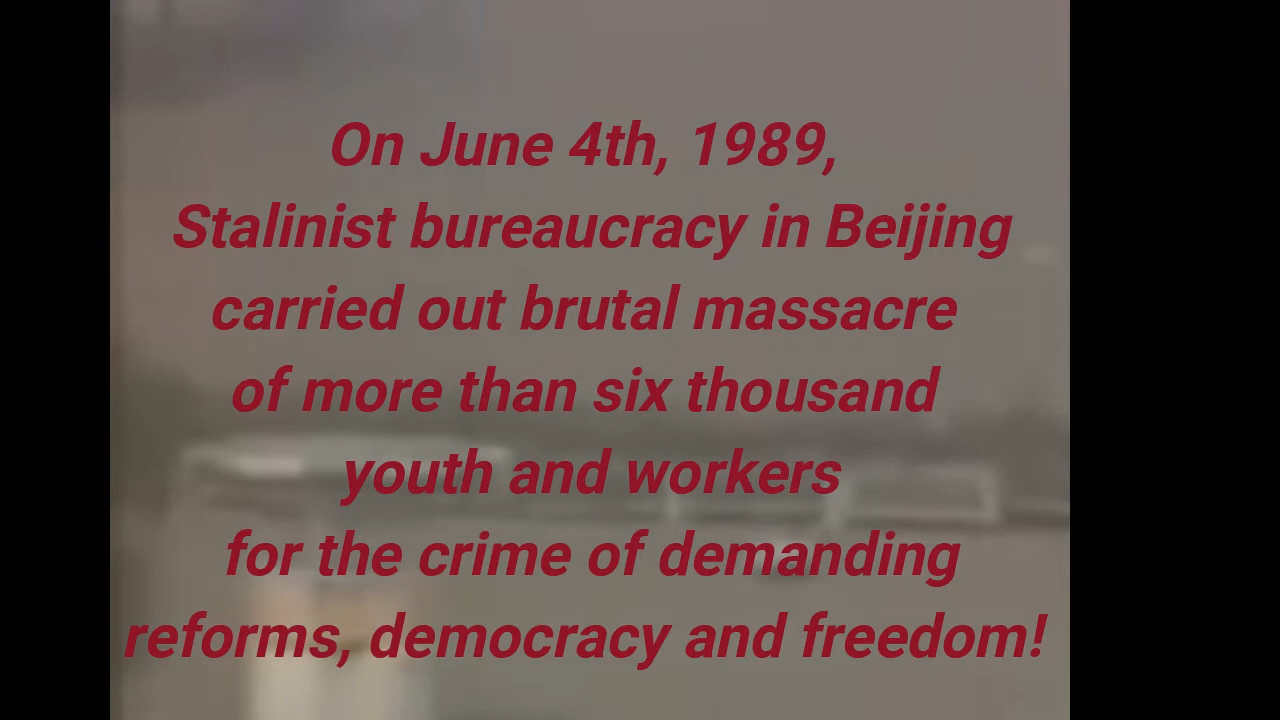 On June 4th, 1989,
Stalinist bureaucracy in Beijing
carried out brutal massacre
of more than six thousand
youth and workers
for the crime of demanding
reforms, democracy and freedom!